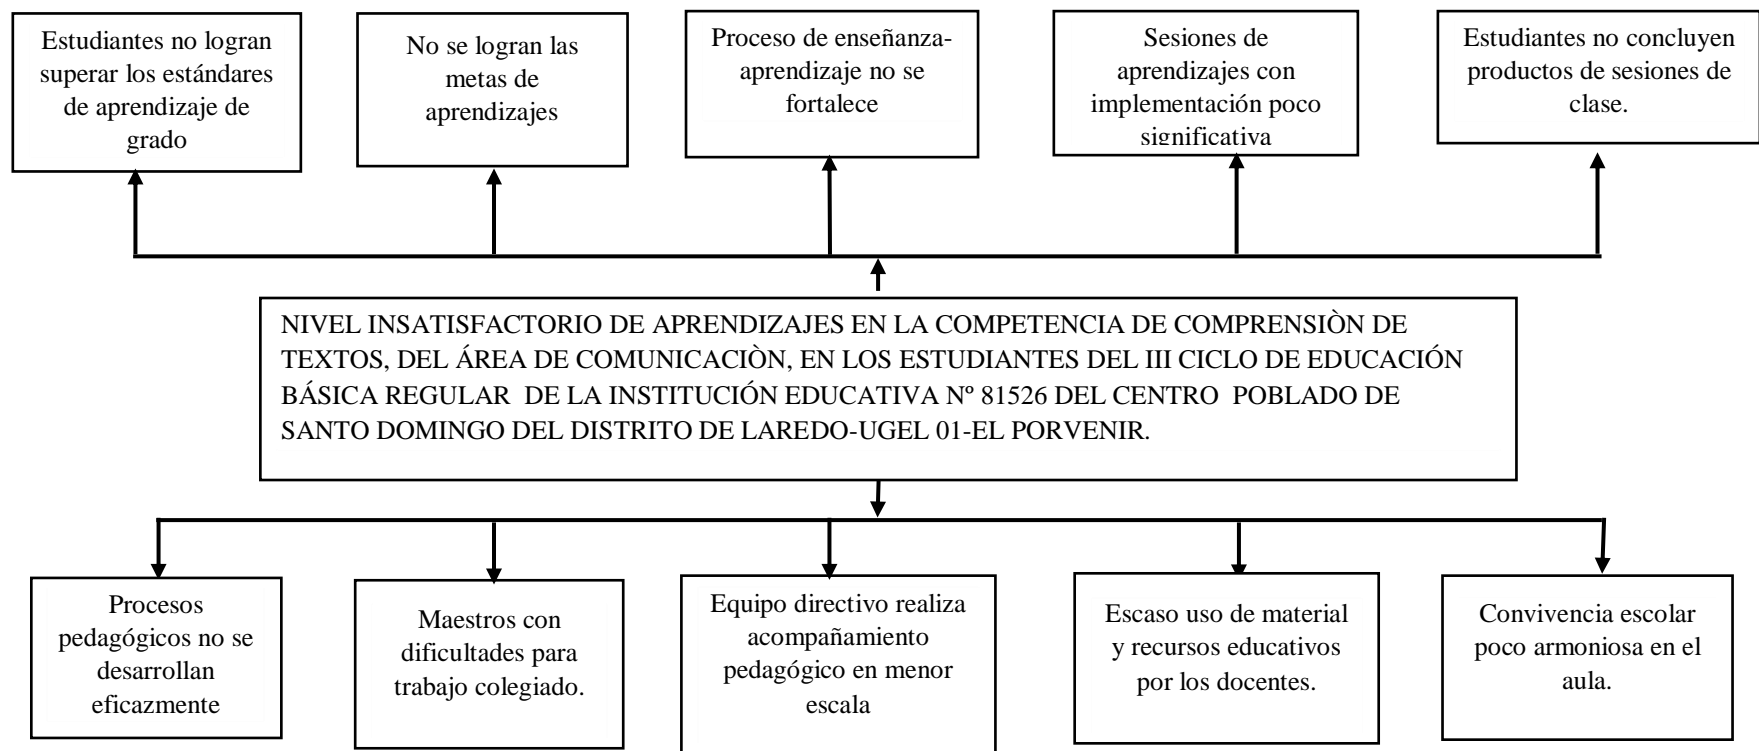 Estudiantes no logran
superar los estándares
de aprendizaje de
grado
No se logran las
metas de
aprendizajes
Proceso de enseñanza-
aprendizaje no se
fortalece
Sesiones de
aprendizajes con
implementación poco
significativa
Estudiantes no concluyen
productos de sesiones de
clase.
NIVEL INSATISFACTORIO DE APRENDIZAJES EN LA COMPETENCIA DE COMPRENSIÒN DE
TEXTOS, DEL ÁREA DE COMUNICACIÒN, EN LOS ESTUDIANTES DEL III CICLO DE EDUCACIÓN
BÁSICA REGULAR DE LA INSTITUCIÓN EDUCATIVA Nº 81526 DEL CENTRO POBLADO DE
SANTO DOMINGO DEL DISTRITO DE LAREDO-UGEL 01-EL PORVENIR.
Procesos
pedagógicos no se
desarrollan
eficazmente
Maestros con
dificultades para
trabajo colegiado.
Equipo directivo realiza
acompañamiento
pedagógico en menor
escala
Escaso uso de material
y recursos educativos
por los docentes.
Convivencia escolar
poco armoniosa en el
aula.